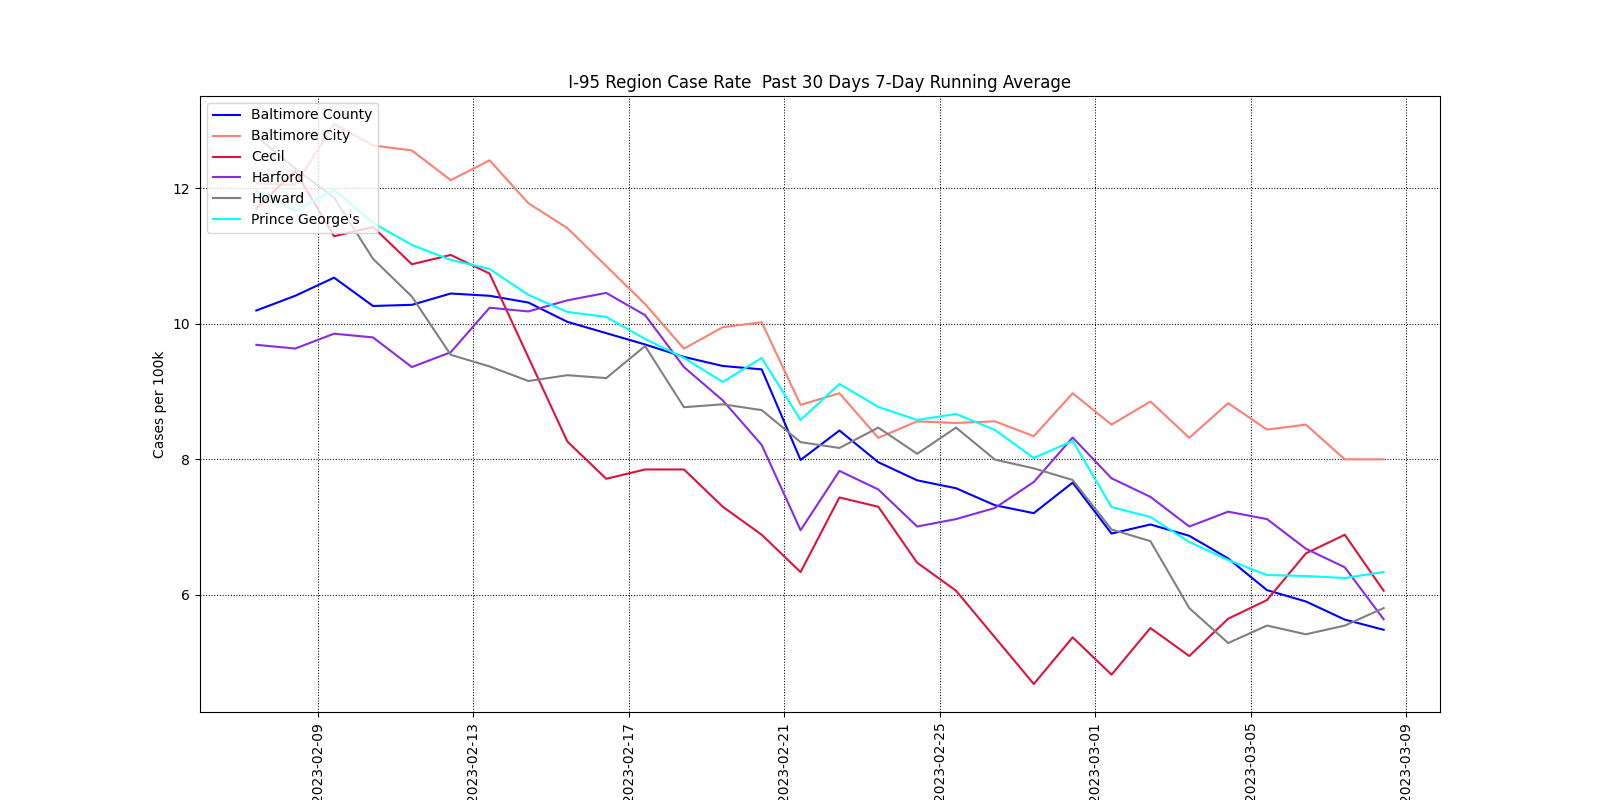 I-95 Region Case Rate  Past 30 Days 7-Day Running Average
Baltimore County
Baltimore City
Cecil
Harford
Howard
Prince George's
Cases per 100k
12
10
8
6
2023-02-09
2023-02-13
2023-02-17
2023-02-21
2023-02-25
2023-03-01
2023-03-05
2023-03-09